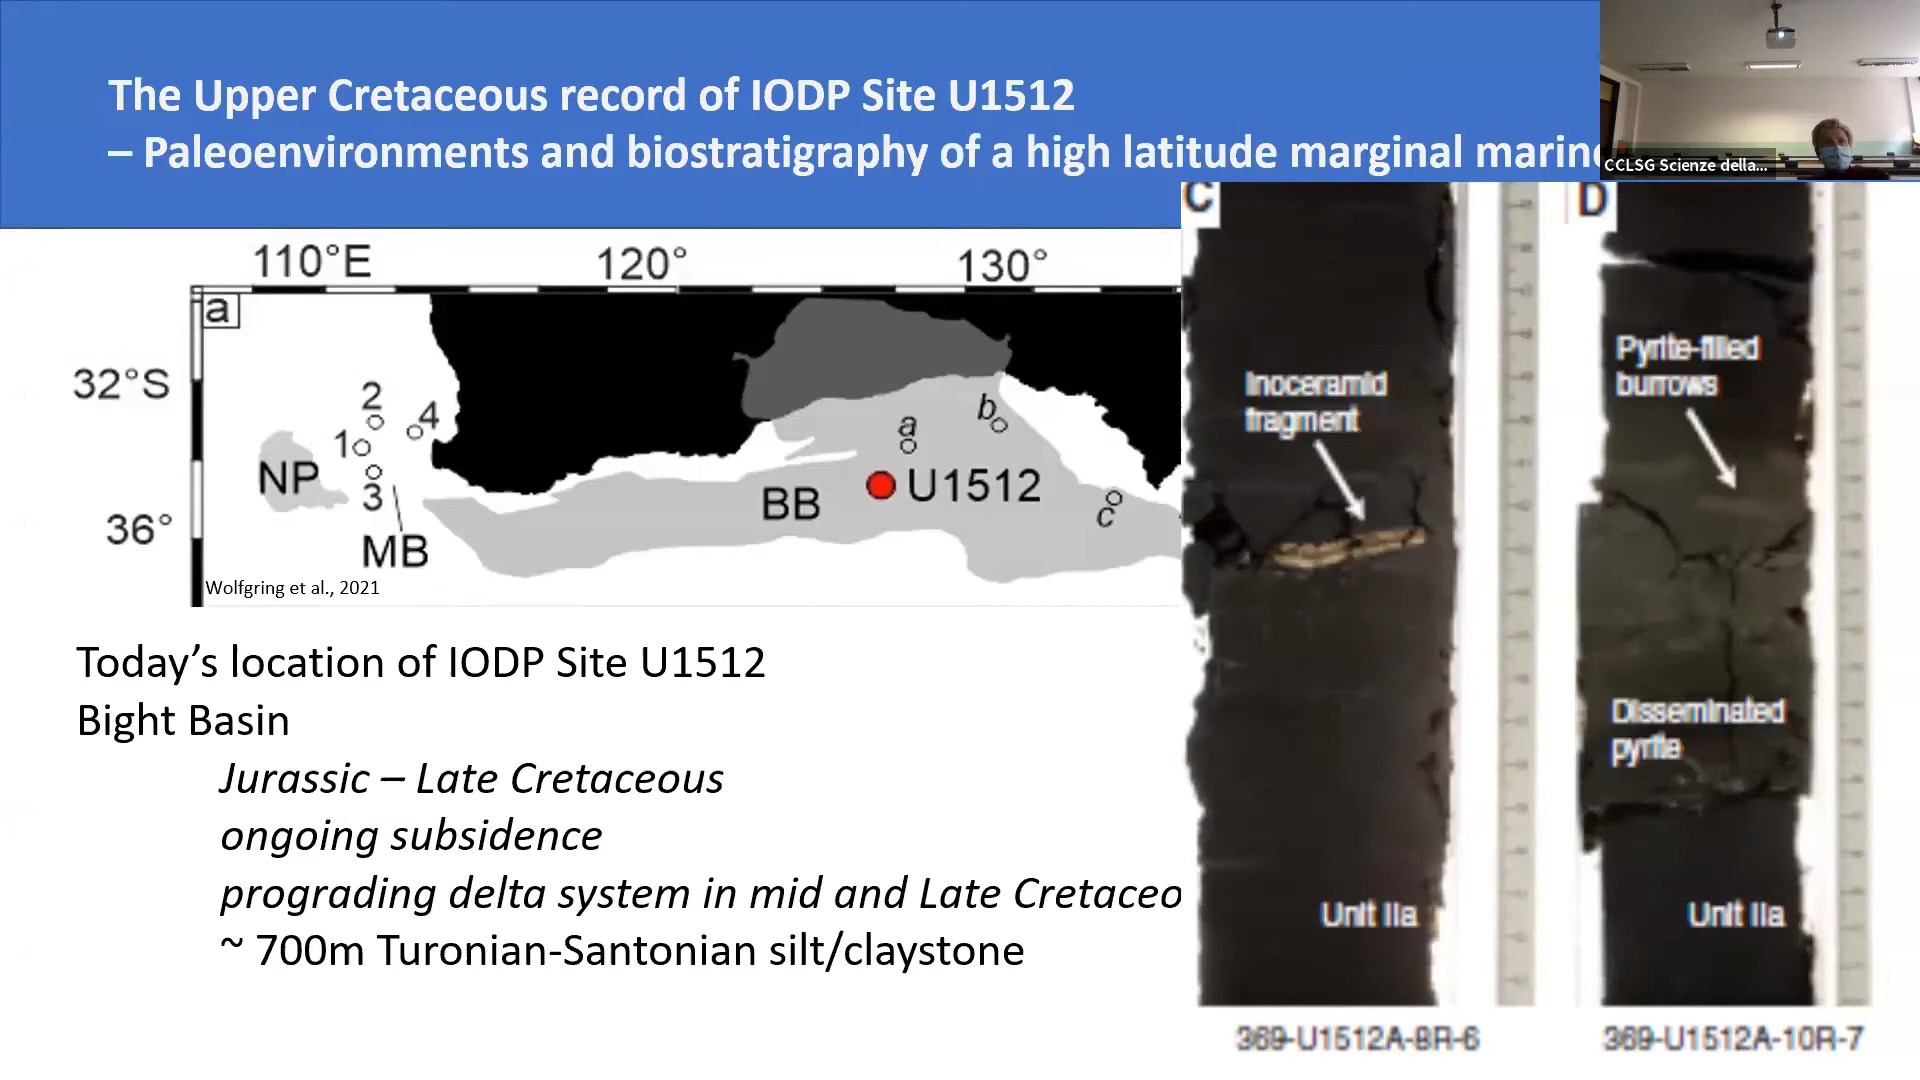 The Upper Cretaceous record of IODP Site U1512
– Paleoenvironments and biostratigraphy of a high latitude marginal marine
CCLSG Scienze della...
110°E 120° 130°
a
32°S
36°
2
4
1
3
NP
MB
BB
a
b
c
U1512
Wolfgring et al., 2021
Today’s location of IODP Site U1512
Bight Basin
Jurassic – Late Cretaceous
ongoing subsidence
prograding delta system in mid and Late Cretaceo
~ 700m Turonian-Santonian silt/claystone
C
Inoceramid
fragment
Unit IIa
369-U1512A-8R-6
D
Pyrite-filled
burrows
Disseminated
pyrite
Unit IIa
369-U1512A-10R-7